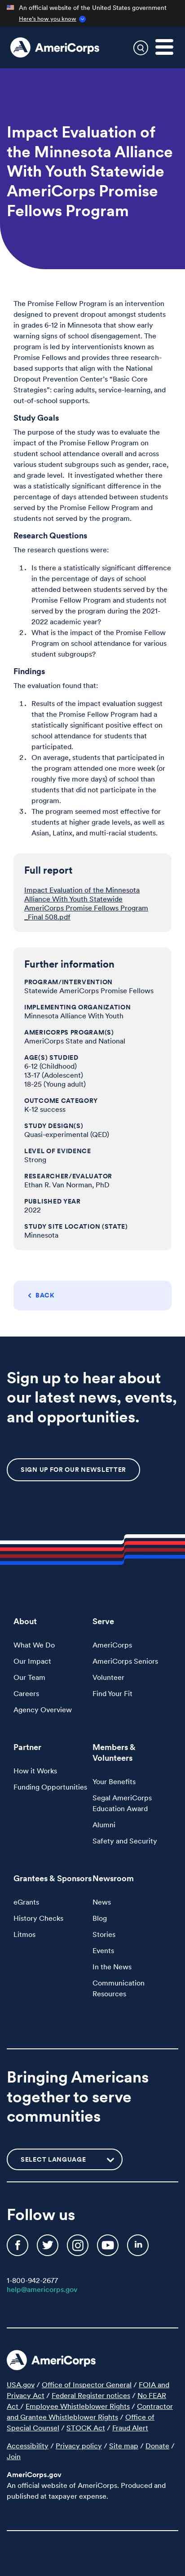 An official website of the United States government
Here's how you know
AmeriCorps
Impact Evaluation of
the Minnesota Alliance
With Youth Statewide
AmeriCorps Promise
Fellows Program
The Promise Fellow Program is an intervention
designed to prevent dropout amongst students
in grades 6-12 in Minnesota that show early
warning signs of school disengagement. The
program is led by interventionists known as
Promise Fellows and provides three research-
based supports that align with the National
Dropout Prevention Center's "Basic Core
Strategies": caring adults, service-learning, and
out-of-school supports.
Study Goals
The purpose of the study was to evaluate the
impact of the Promise Fellow Program on
student school attendance overall and across
various student subgroups such as gender, race,
and grade level. It investigated whether there
was a statistically significant difference in the
percentage of days attended between students
served by the Promise Fellow Program and
students not served by the program.
Research Questions
The research questions were:
1. Is there a statistically significant difference
in the percentage of days of school
attended between students served by the
Promise Fellow Program and students not
served by the program during the 2021-
2022 academic year?
2. What is the impact of the Promise Fellow
Program on school attendance for various
student subgroups?
Findings
The evaluation found that:
1. Results of the impact evaluation suggest
that the Promise Fellow Program had a
statistically significant positive effect on
school attendance for students that
participated.
2. On average, students that participated in
the program attended one more week (or
roughly five more days) of school than
students that did not participate in the
program.
3. The program seemed most effective for
students at higher grade levels, as well as
Asian, Latinx, and multi-racial students.
Full report
Impact Evaluation of the Minnesota
Alliance With Youth Statewide
AmeriCorps Promise Fellows Program
_Final 508.pdf
Further information
PROGRAM/INTERVENTION
Statewide AmeriCorps Promise Fellows
IMPLEMENTING ORGANIZATION
Minnesota Alliance With Youth
AMERICORPS PROGRAM(S)
AmeriCorps State and National
AGE(S) STUDIED
6-12 (Childhood)
13-17 (Adolescent)
18-25 (Young adult)
OUTCOME CATEGORY
K-12 success
STUDY DESIGN(S)
Quasi-experimental (QED)
LEVEL OF EVIDENCE
Strong
RESEARCHER/EVALUATOR
Ethan R. Van Norman, PhD
PUBLISHED YEAR
2022
STUDY SITE LOCATION (STATE)
Minnesota
BACK
Sign up to hear about
our latest news, events,
and opportunities.
SIGN UP FOR OUR NEWSLETTER
About
What We Do
Our Impact
Our Team
Careers
Agency Overview
Serve
AmeriCorps
AmeriCorps Seniors
Volunteer
Find Your Fit
Partner
How it Works
Funding Opportunities
Members &
Volunteers
Your Benefits
Segal AmeriCorps
Education Award
Alumni
Safety and Security
Grantees & Sponsors
eGrants
History Checks
Litmos
Newsroom
News
Blog
Stories
Events
In the News
Communication
Resources
Bringing Americans
together to serve
communities
SELECT LANGUAGE
Follow us
1-800-942-2677
help@americorps.gov
AmeriCorps
USA.gov / Office of Inspector General / FOIA and
Privacy Act / Federal Register notices / No FEAR
Act / Employee Whistleblower Rights / Contractor
and Grantee Whistleblower Rights / Office of
Special Counsel / STOCK Act / Fraud Alert
Accessibility / Privacy policy / Site map / Donate /
Join
AmeriCorps.gov
An official website of AmeriCorps. Produced and
published at taxpayer expense.